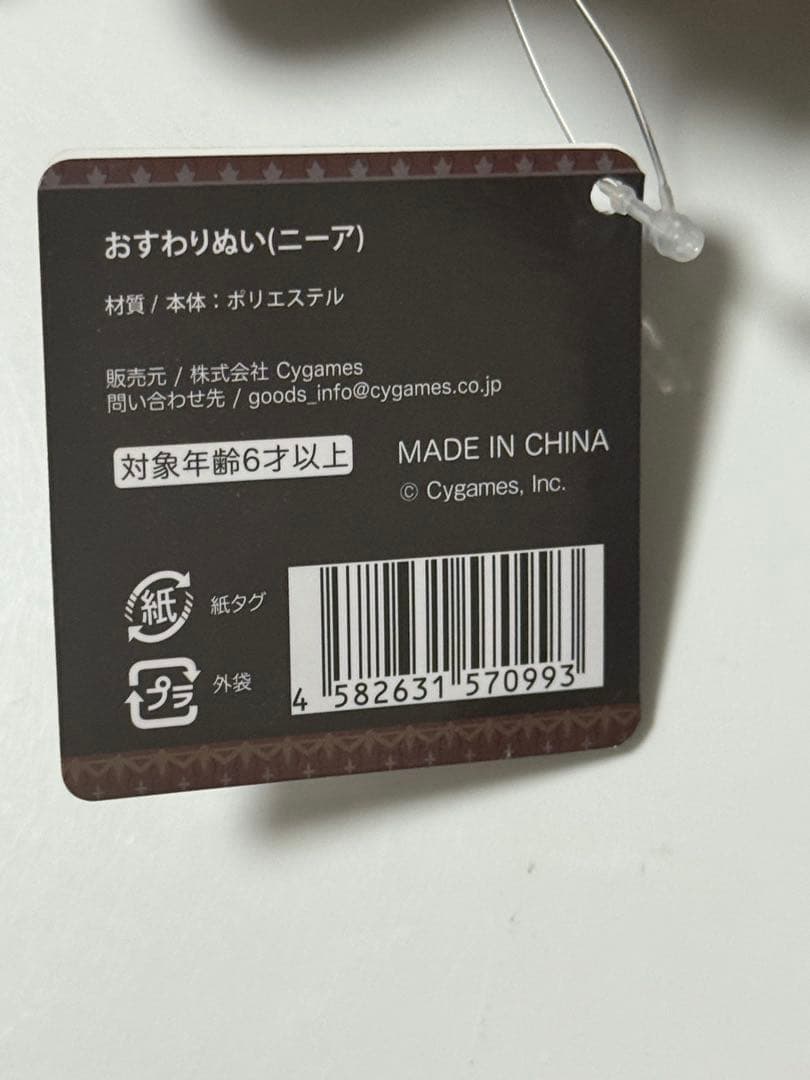 おすわりぬい(ニーア)
材質 / 本体：ポリエステル
販売元 / 株式会社 Cygames
問い合わせ先 / goods_info@cygames.co.jp
対象年齢6才以上
MADE IN CHINA
© Cygames, Inc.
紙 紙タグ
プラ 外袋
4 582631 570993